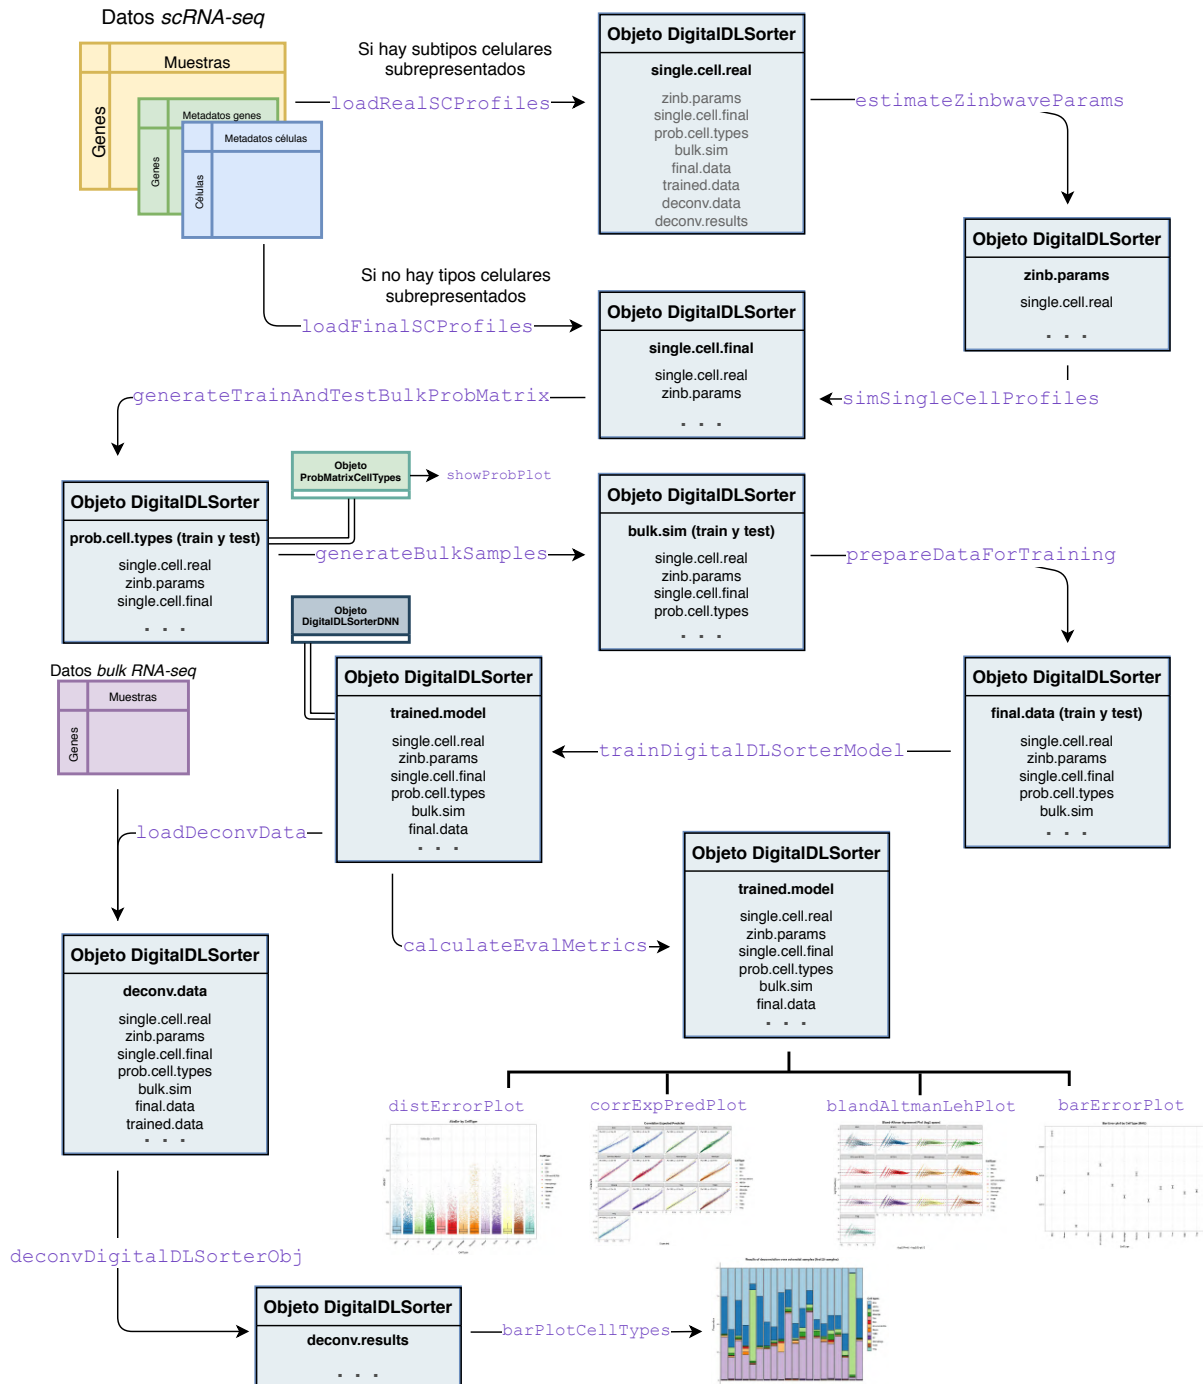 Datos scRNA-seq
Muestras
Genes
Metadatos genes
Genes
Metadatos células
Células
Si hay subtipos celulares
subrepresentados
loadRealSCProfiles
Objeto DigitalDLSorter
single.cell.real
zinb.params
single.cell.final
prob.cell.types
bulk.sim
final.data
trained.data
deconv.data
deconv.results
estimateZinbwaveParams
Objeto DigitalDLSorter
zinb.params
single.cell.real
. . .
Si no hay tipos celulares
subrepresentados
loadFinalSCProfiles
Objeto DigitalDLSorter
single.cell.final
single.cell.real
zinb.params
. . .
simSingleCellProfiles
generateTrainAndTestBulkProbMatrix
Objeto
ProbMatrixCellTypes
showProbPlot
Objeto DigitalDLSorter
prob.cell.types (train y test)
single.cell.real
zinb.params
single.cell.final
. . .
generateBulkSamples
Objeto DigitalDLSorter
bulk.sim (train y test)
single.cell.real
zinb.params
single.cell.final
prob.cell.types
. . .
prepareDataForTraining
Objeto
DigitalDLSorterDNN
Datos bulk RNA-seq
Muestras
Genes
Objeto DigitalDLSorter
trained.model
single.cell.real
zinb.params
single.cell.final
prob.cell.types
bulk.sim
final.data
. . .
trainDigitalDLSorterModel
Objeto DigitalDLSorter
final.data (train y test)
single.cell.real
zinb.params
single.cell.final
prob.cell.types
bulk.sim
. . .
loadDeconvData
Objeto DigitalDLSorter
trained.model
single.cell.real
zinb.params
single.cell.final
prob.cell.types
bulk.sim
final.data
. . .
calculateEvalMetrics
Objeto DigitalDLSorter
deconv.data
single.cell.real
zinb.params
single.cell.final
prob.cell.types
bulk.sim
final.data
trained.data
. . .
distErrorPlot
corrExpPredPlot
blandAltmanLehPlot
barErrorPlot
deconvDigitalDLSorterObj
Objeto DigitalDLSorter
deconv.results
. . .
barPlotCellTypes